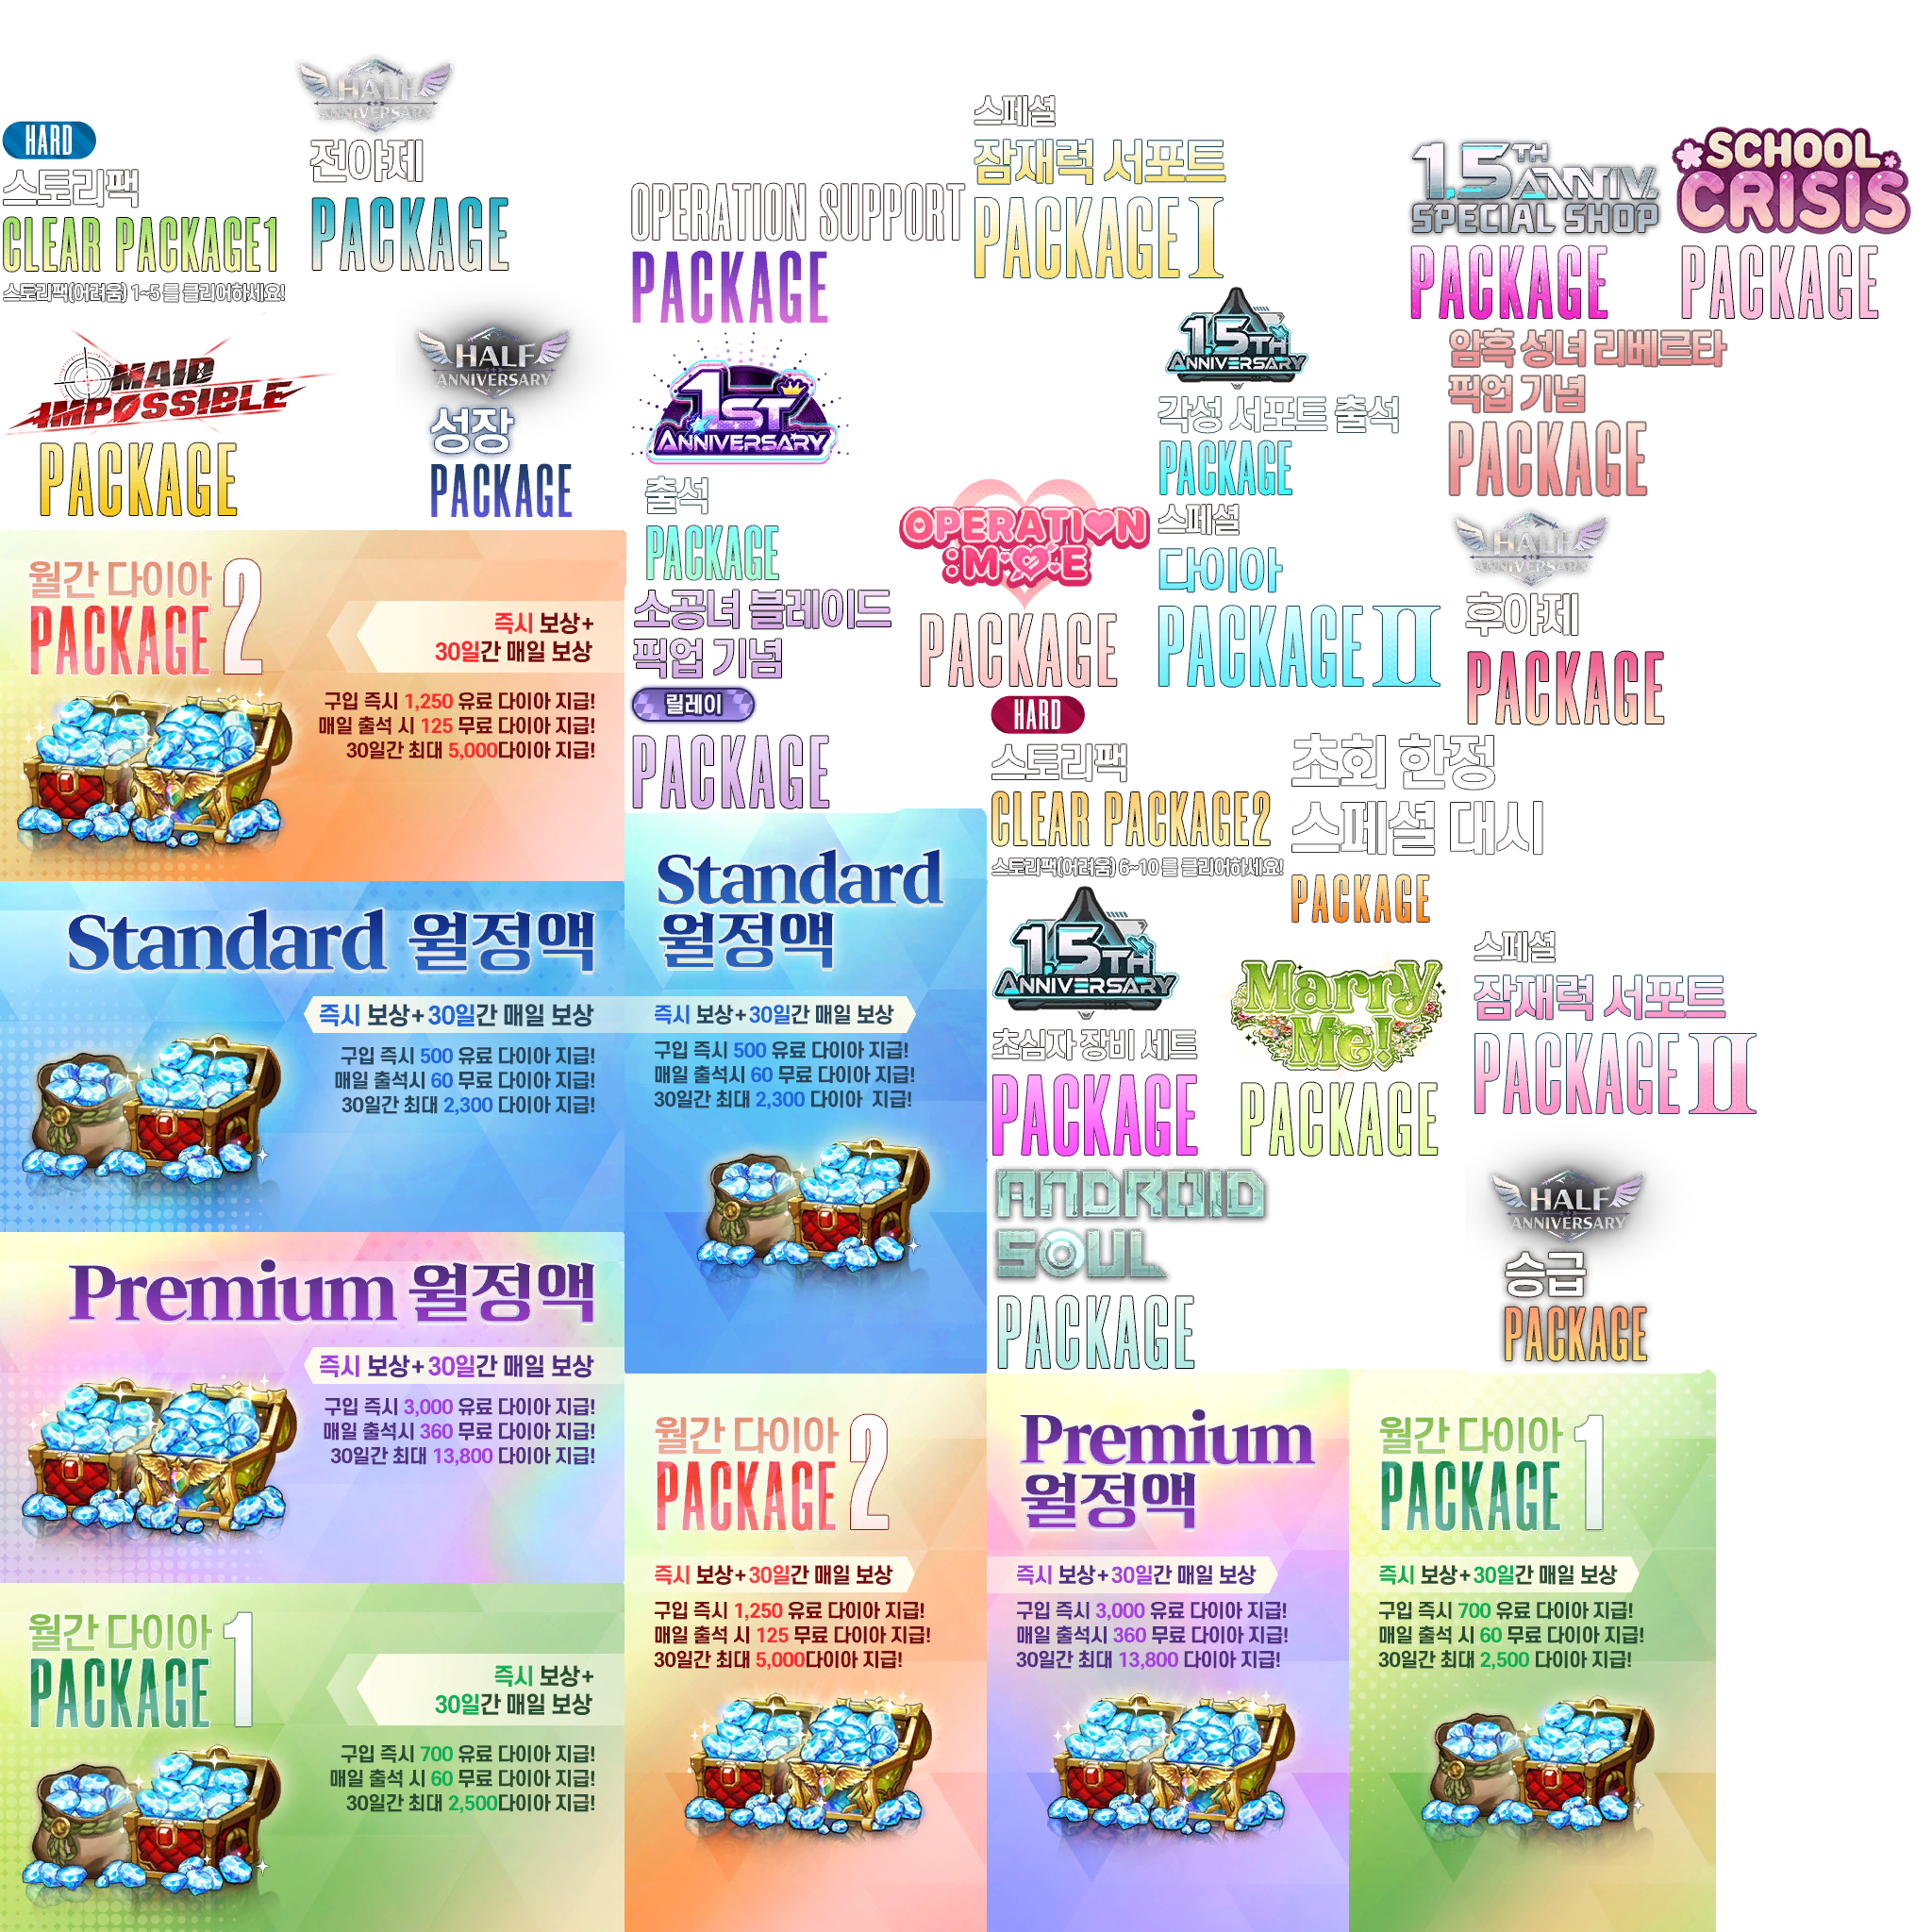 HARD
스토리팩
CLEAR PACKAGE1
스토리팩(어려움) 1~5를 클리어하세요!
HALF
ANNIVERSARY
전야제
PACKAGE
OPERATION SUPPORT
PACKAGE
스페셜
잠재력 서포트
PACKAGE I
1.5TH
ANNIV.
SPECIAL SHOP
PACKAGE
SCHOOL
CRISIS
PACKAGE
MAID
IMPOSSIBLE
PACKAGE
HALF
ANNIVERSARY
성장
PACKAGE
1ST
ANNIVERSARY
출석
PACKAGE
1.5TH
ANNIVERSARY
각성 서포트 출석
PACKAGE
암흑 성녀 리베르타
픽업 기념
PACKAGE
OPERATION
:MOE
PACKAGE
스페셜
다이아
PACKAGE II
HALF
ANNIVERSARY
후야제
PACKAGE
소공녀 블레이드
픽업 기념
릴레이
PACKAGE
월간 다이아
PACKAGE 2
즉시 보상+
30일간 매일 보상
구입 즉시 1,250 유료 다이아 지급!
매일 출석 시 125 무료 다이아 지급!
30일간 최대 5,000다이아 지급!
HARD
스토리팩
CLEAR PACKAGE2
스토리팩(어려움) 6~10를 클리어하세요!
초회 한정
스페셜 대시
PACKAGE
Standard 월정액
즉시 보상+30일간 매일 보상
구입 즉시 500 유료 다이아 지급!
매일 출석시 60 무료 다이아 지급!
30일간 최대 2,300 다이아 지급!
Standard
월정액
즉시 보상+30일간 매일 보상
구입 즉시 500 유료 다이아 지급!
매일 출석시 60 무료 다이아 지급!
30일간 최대 2,300 다이아 지급!
1.5TH
ANNIVERSARY
초심자 장비 세트
PACKAGE
Marry
Me!
PACKAGE
스페셜
잠재력 서포트
PACKAGE II
ANDROID
SOUL
PACKAGE
HALF
ANNIVERSARY
승급
PACKAGE
Premium 월정액
즉시 보상+30일간 매일 보상
구입 즉시 3,000 유료 다이아 지급!
매일 출석시 360 무료 다이아 지급!
30일간 최대 13,800 다이아 지급!
월간 다이아
PACKAGE 1
즉시 보상+
30일간 매일 보상
구입 즉시 700 유료 다이아 지급!
매일 출석 시 60 무료 다이아 지급!
30일간 최대 2,500다이아 지급!
월간 다이아
PACKAGE 2
즉시 보상+30일간 매일 보상
구입 즉시 1,250 유료 다이아 지급!
매일 출석 시 125 무료 다이아 지급!
30일간 최대 5,000다이아 지급!
Premium
월정액
즉시 보상+30일간 매일 보상
구입 즉시 3,000 유료 다이아 지급!
매일 출석시 360 무료 다이아 지급!
30일간 최대 13,800 다이아 지급!
월간 다이아
PACKAGE 1
즉시 보상+30일간 매일 보상
구입 즉시 700 유료 다이아 지급!
매일 출석 시 60 무료 다이아 지급!
30일간 최대 2,500 다이아 지급!